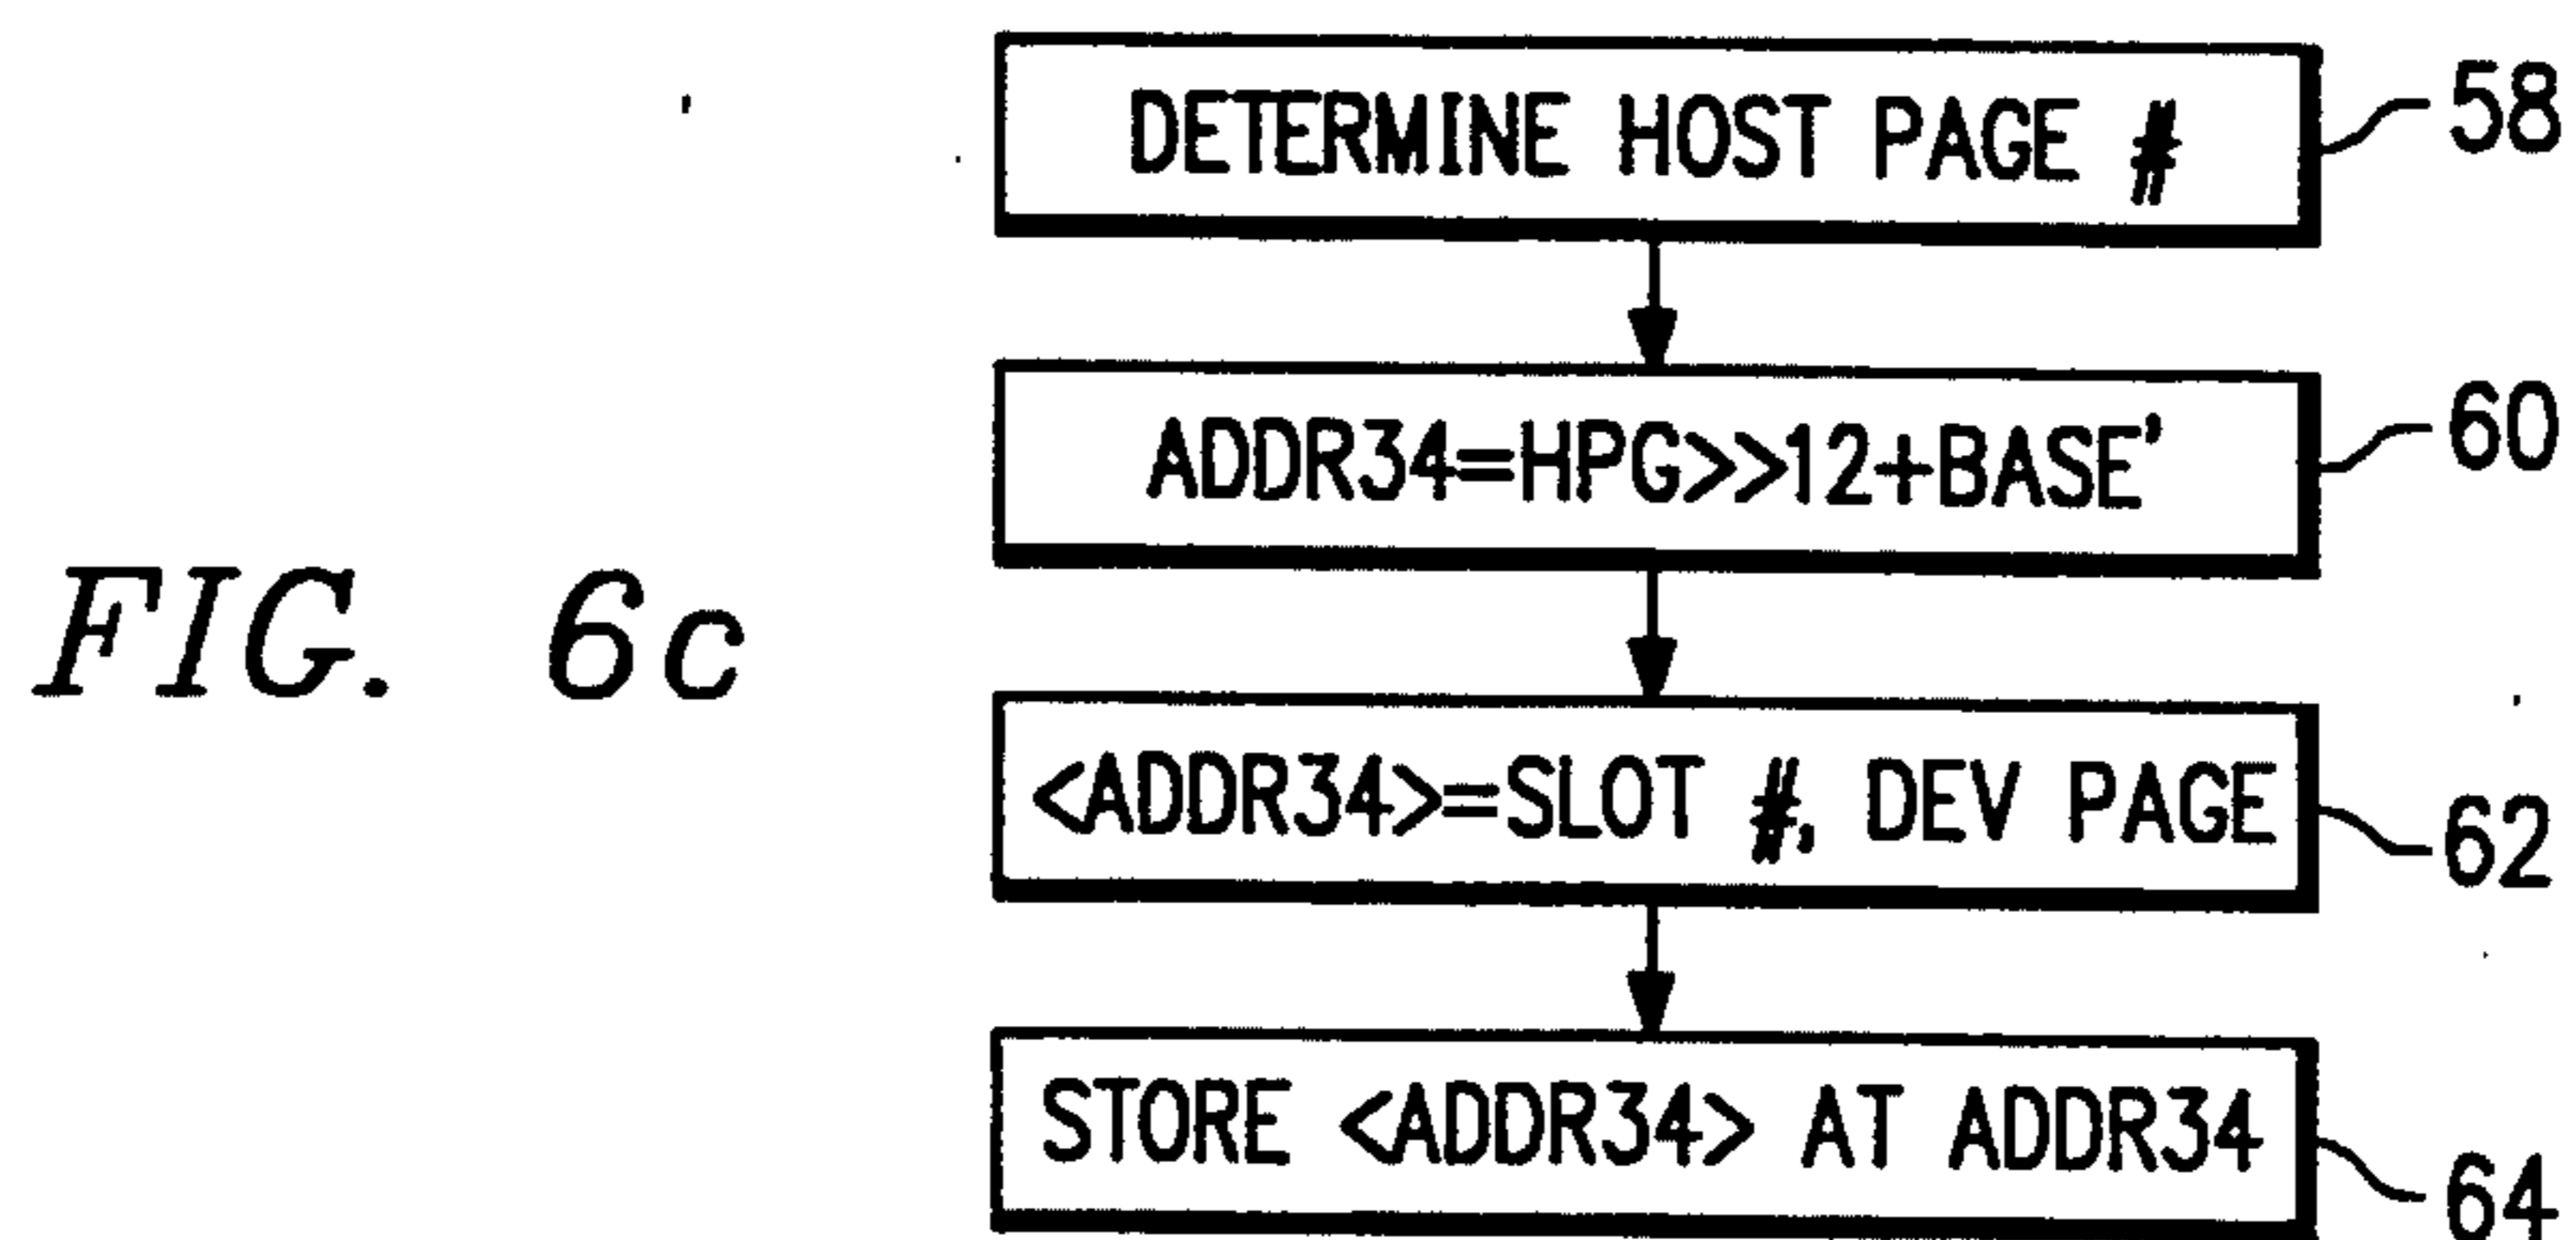 DETERMINE HOST PAGE #
58
ADDR34=HPG>>12+BASE'
60
FIG. 6c
<ADDR34>=SLOT #, DEV PAGE
62
STORE <ADDR34> AT ADDR34
64